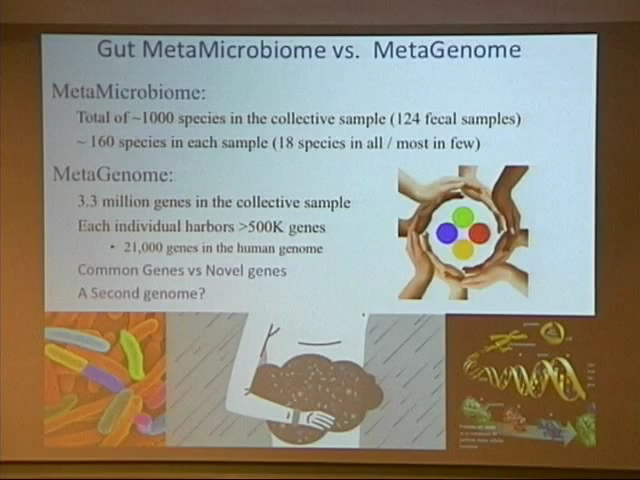 Gut MetaMicrobiome vs. MetaGenome
MetaMicrobiome:
Total of ~1000 species in the collective sample (124 fecal samples)
~ 160 species in each sample (18 species in all / most in few)
MetaGenome:
3.3 million genes in the collective sample
Each individual harbors >500K genes
• 21,000 genes in the human genome
Common Genes vs Novel genes
A Second genome?